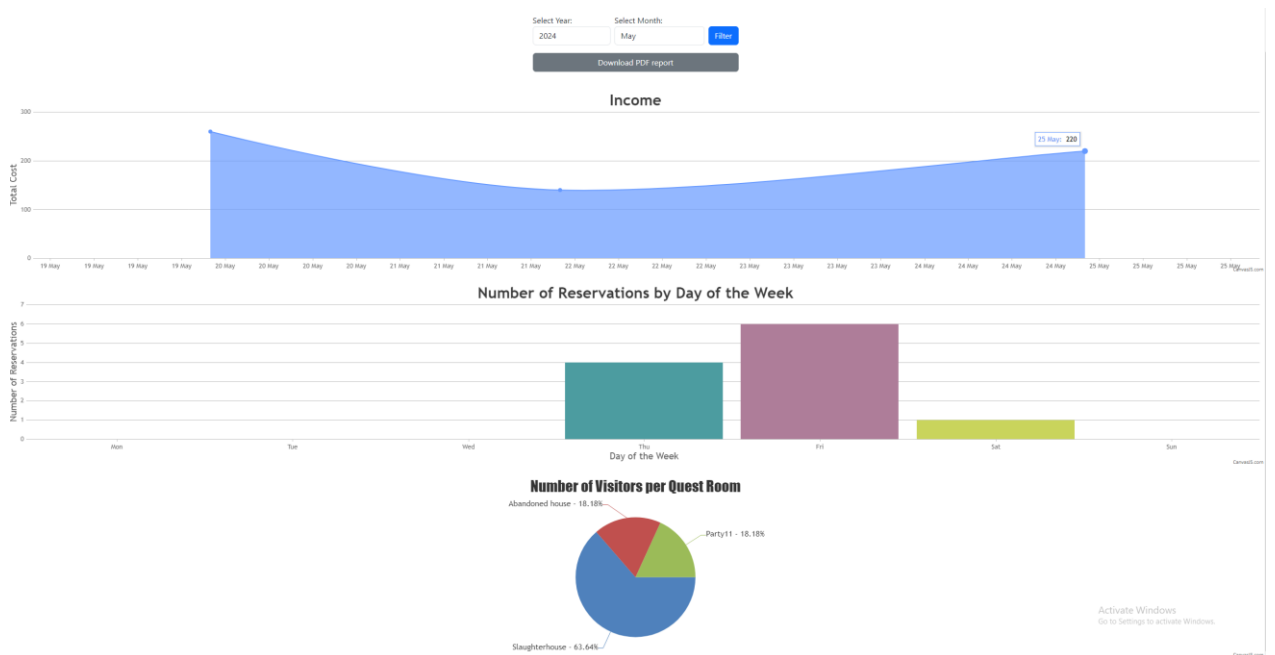 Select Year: Select Month:
2024 May Filter
Download PDF report
Income
300
200
100
0
Total Cost
25 May: 220
19 May 19 May 19 May 19 May 20 May 20 May 20 May 20 May 21 May 21 May 21 May 21 May 22 May 22 May 22 May 22 May 23 May 23 May 23 May 23 May 24 May 24 May 24 May 24 May 25 May 25 May 25 May 25 May
CanvasJS.com
Number of Reservations by Day of the Week
7
6
5
4
3
2
1
0
Number of Reservations
Mon Tue Wed Thu Fri Sat Sun
Day of the Week
CanvasJS.com
Number of Visitors per Quest Room
Abandoned house - 18.18%
Party11 - 18.18%
Slaughterhouse - 63.64%
Activate Windows
Go to Settings to activate Windows.
CanvasJS.com